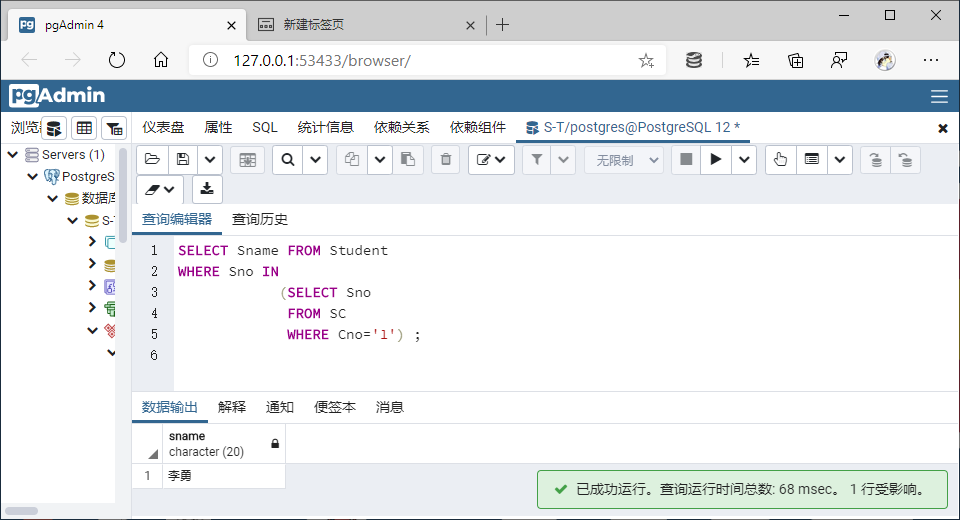 pgAdmin 4
新建标签页
127.0.0.1:53433/browser/
pgAdmin
浏览器
仪表盘 属性 SQL 统计信息 依赖关系 依赖组件 S-T/postgres@PostgreSQL 12 *
Servers (1)
PostgreS
数据库
S-T
无限制
查询编辑器 查询历史
1 SELECT Sname FROM Student
2 WHERE Sno IN
3 (SELECT Sno
4 FROM SC
5 WHERE Cno='1') ;
6
数据输出 解释 通知 便签本 消息
sname
character (20)
1 李勇
已成功运行。查询运行时间总数: 68 msec。 1 行受影响。